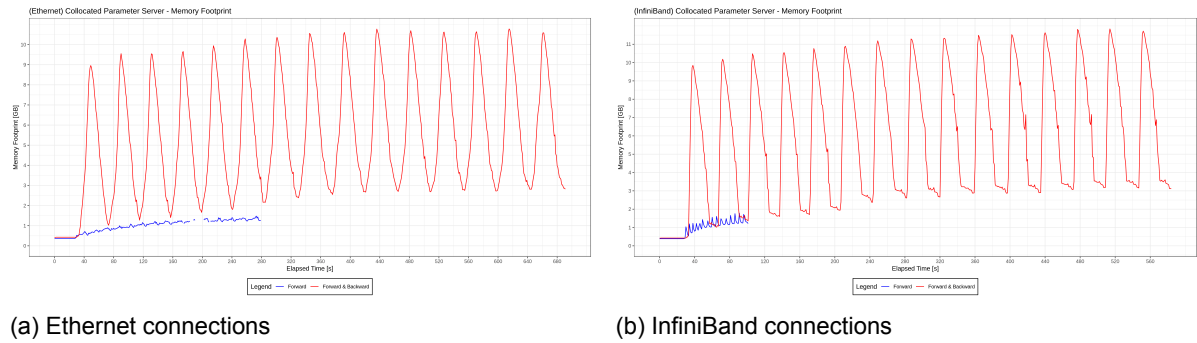 (Ethernet) Collocated Parameter Server - Memory Footprint
Memory Footprint [GB]
10
9
8
7
6
5
4
3
2
1
0
0 40 80 120 160 200 240 280 320 360 400 440 480 520 560 600 640 680
Elapsed Time [s]
Legend Forward Forward & Backward
(a) Ethernet connections
(InfiniBand) Collocated Parameter Server - Memory Footprint
Memory Footprint [GB]
11
10
9
8
7
6
5
4
3
2
1
0
0 40 80 120 160 200 240 280 320 360 400 440 480 520 560
Elapsed Time [s]
Legend Forward Forward & Backward
(b) InfiniBand connections